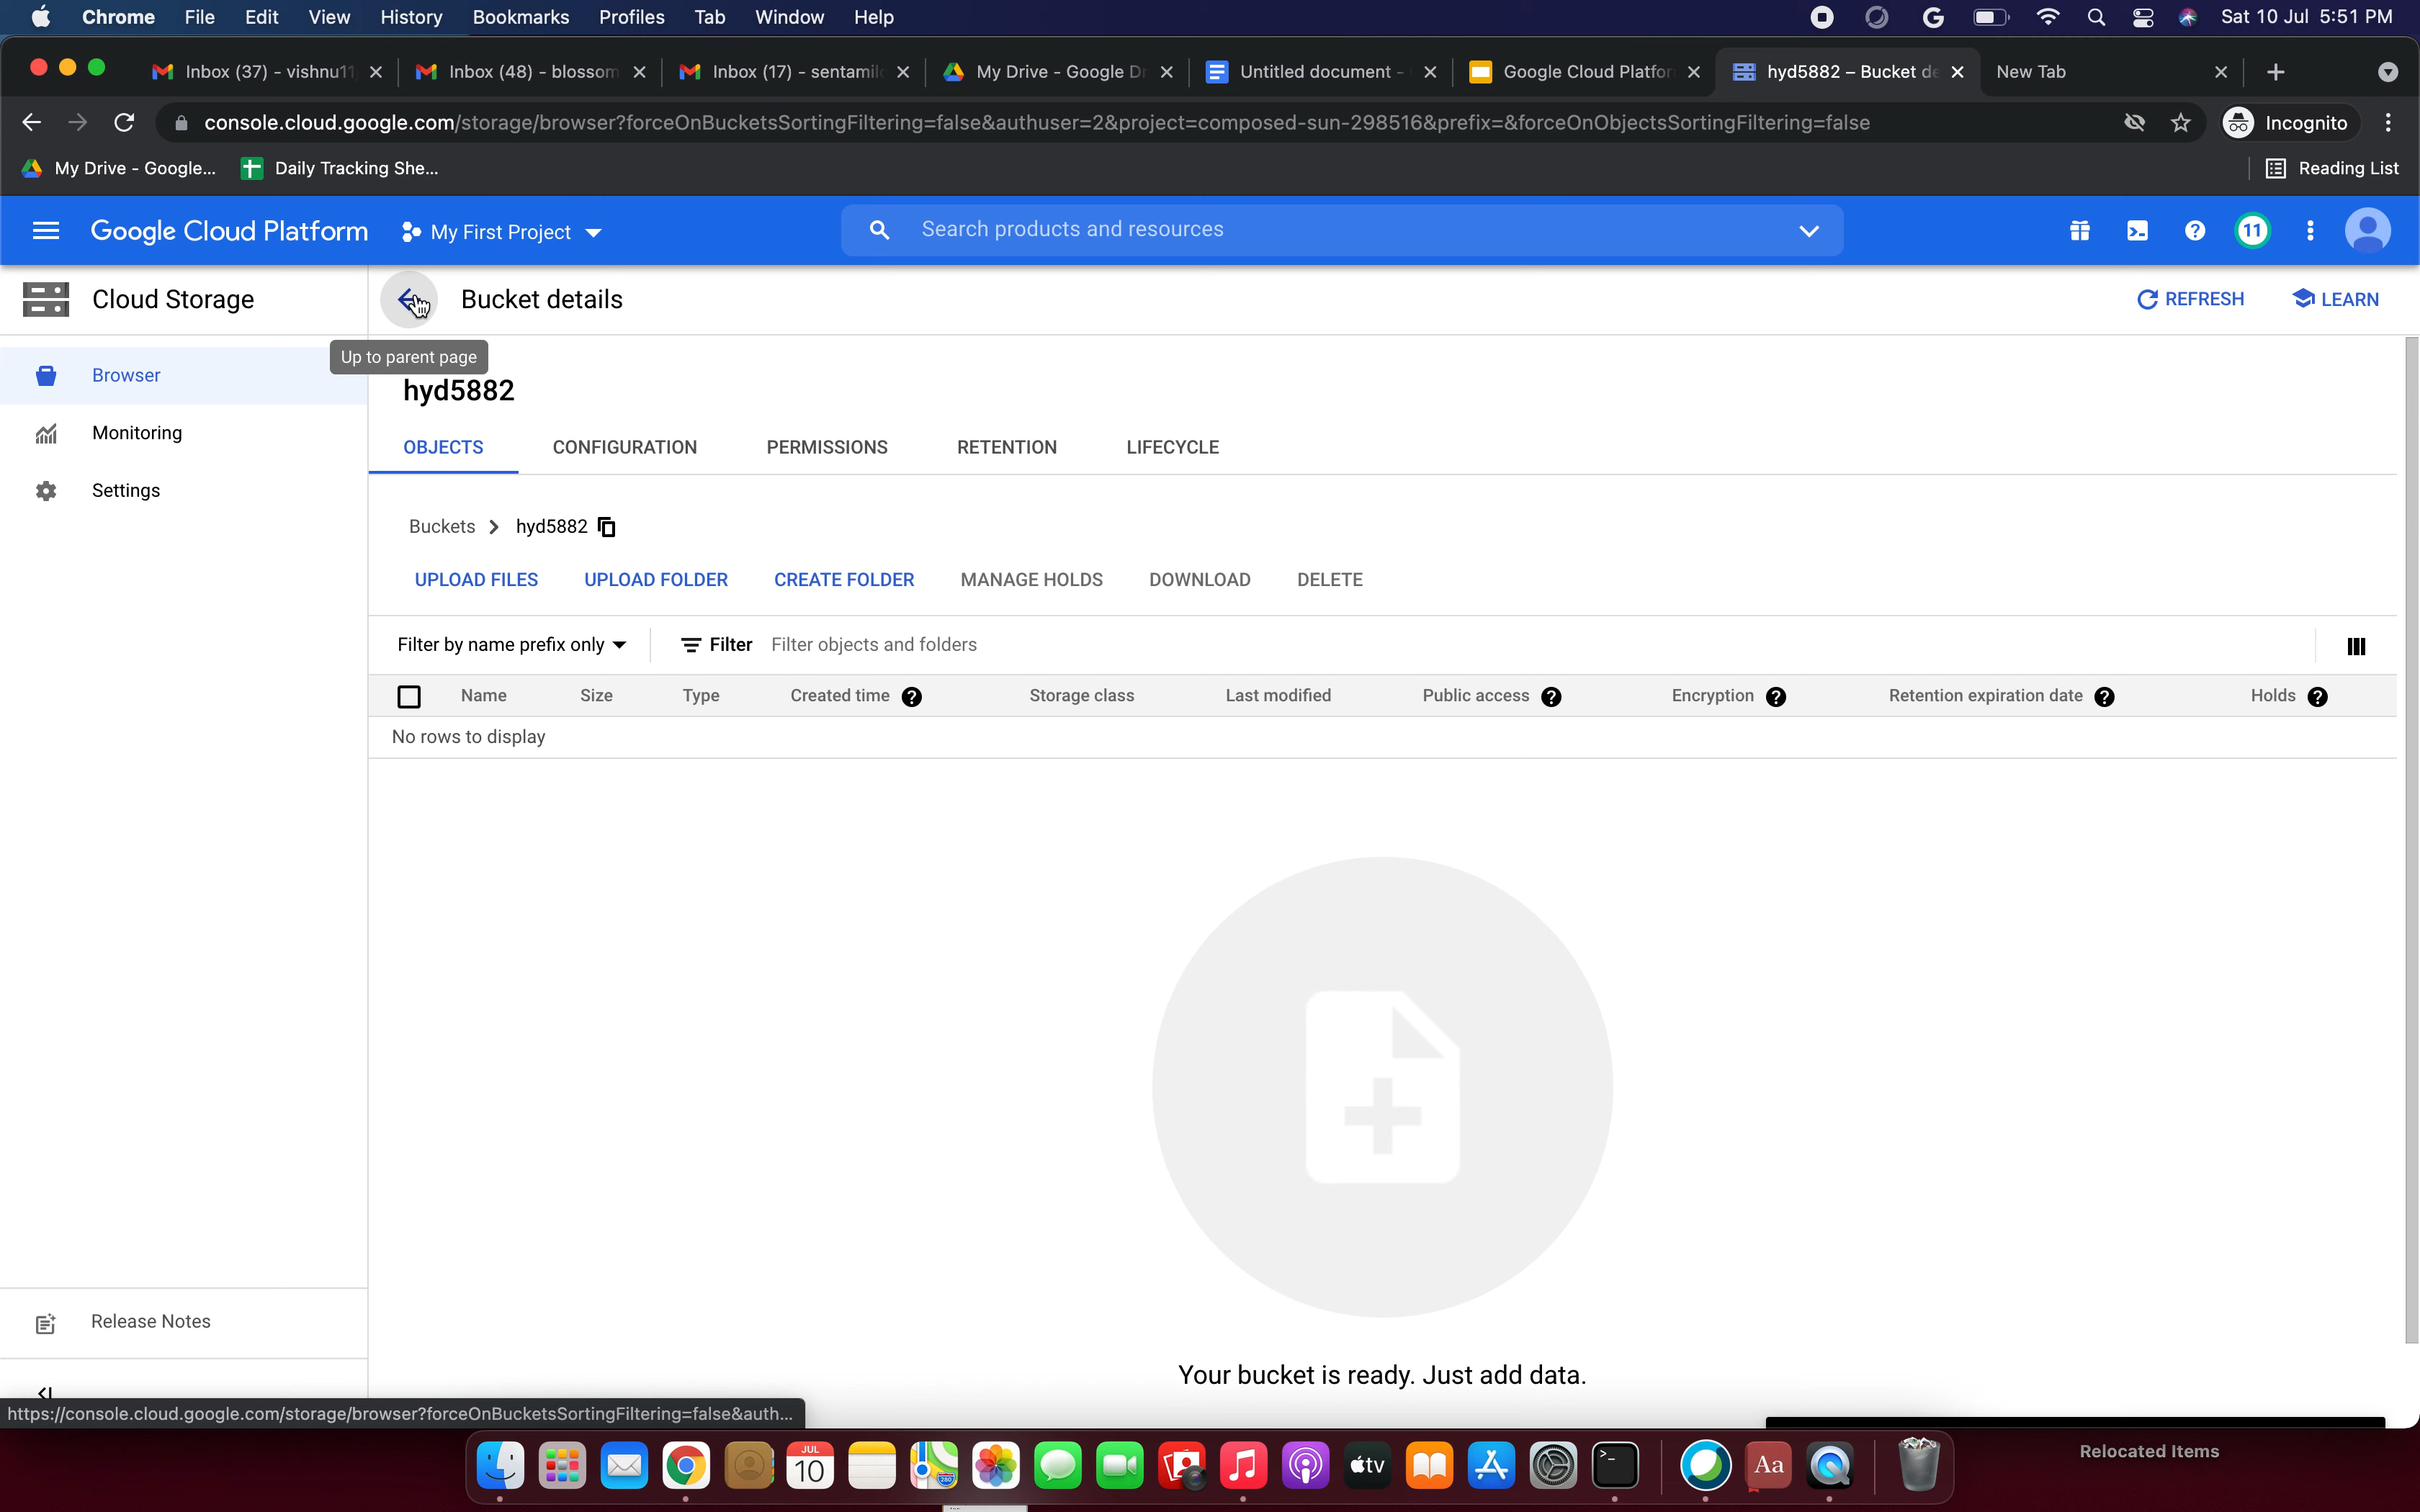 Chrome File Edit View History Bookmarks Profiles Tab Window Help Sat 10 Jul 5:51 PM
Inbox (37) - vishnu11 Inbox (48) - blossom Inbox (17) - sentamil My Drive - Google Dr Untitled document - Google Cloud Platfor hyd5882 – Bucket de New Tab
console.cloud.google.com/storage/browser?forceOnBucketsSortingFiltering=false&authuser=2&project=composed-sun-298516&prefix=&forceOnObjectsSortingFiltering=false Incognito
My Drive - Google... Daily Tracking She... Reading List
Google Cloud Platform My First Project Search products and resources 11
Cloud Storage Bucket details REFRESH LEARN
Up to parent page
Browser
Monitoring
Settings
hyd5882
OBJECTS CONFIGURATION PERMISSIONS RETENTION LIFECYCLE
Buckets > hyd5882
UPLOAD FILES UPLOAD FOLDER CREATE FOLDER MANAGE HOLDS DOWNLOAD DELETE
Filter by name prefix only Filter Filter objects and folders
Name Size Type Created time Storage class Last modified Public access Encryption Retention expiration date Holds
No rows to display
Your bucket is ready. Just add data.
Release Notes
https://console.cloud.google.com/storage/browser?forceOnBucketsSortingFiltering=false&auth...
JUL
10
280
tv
Aa
Relocated Items